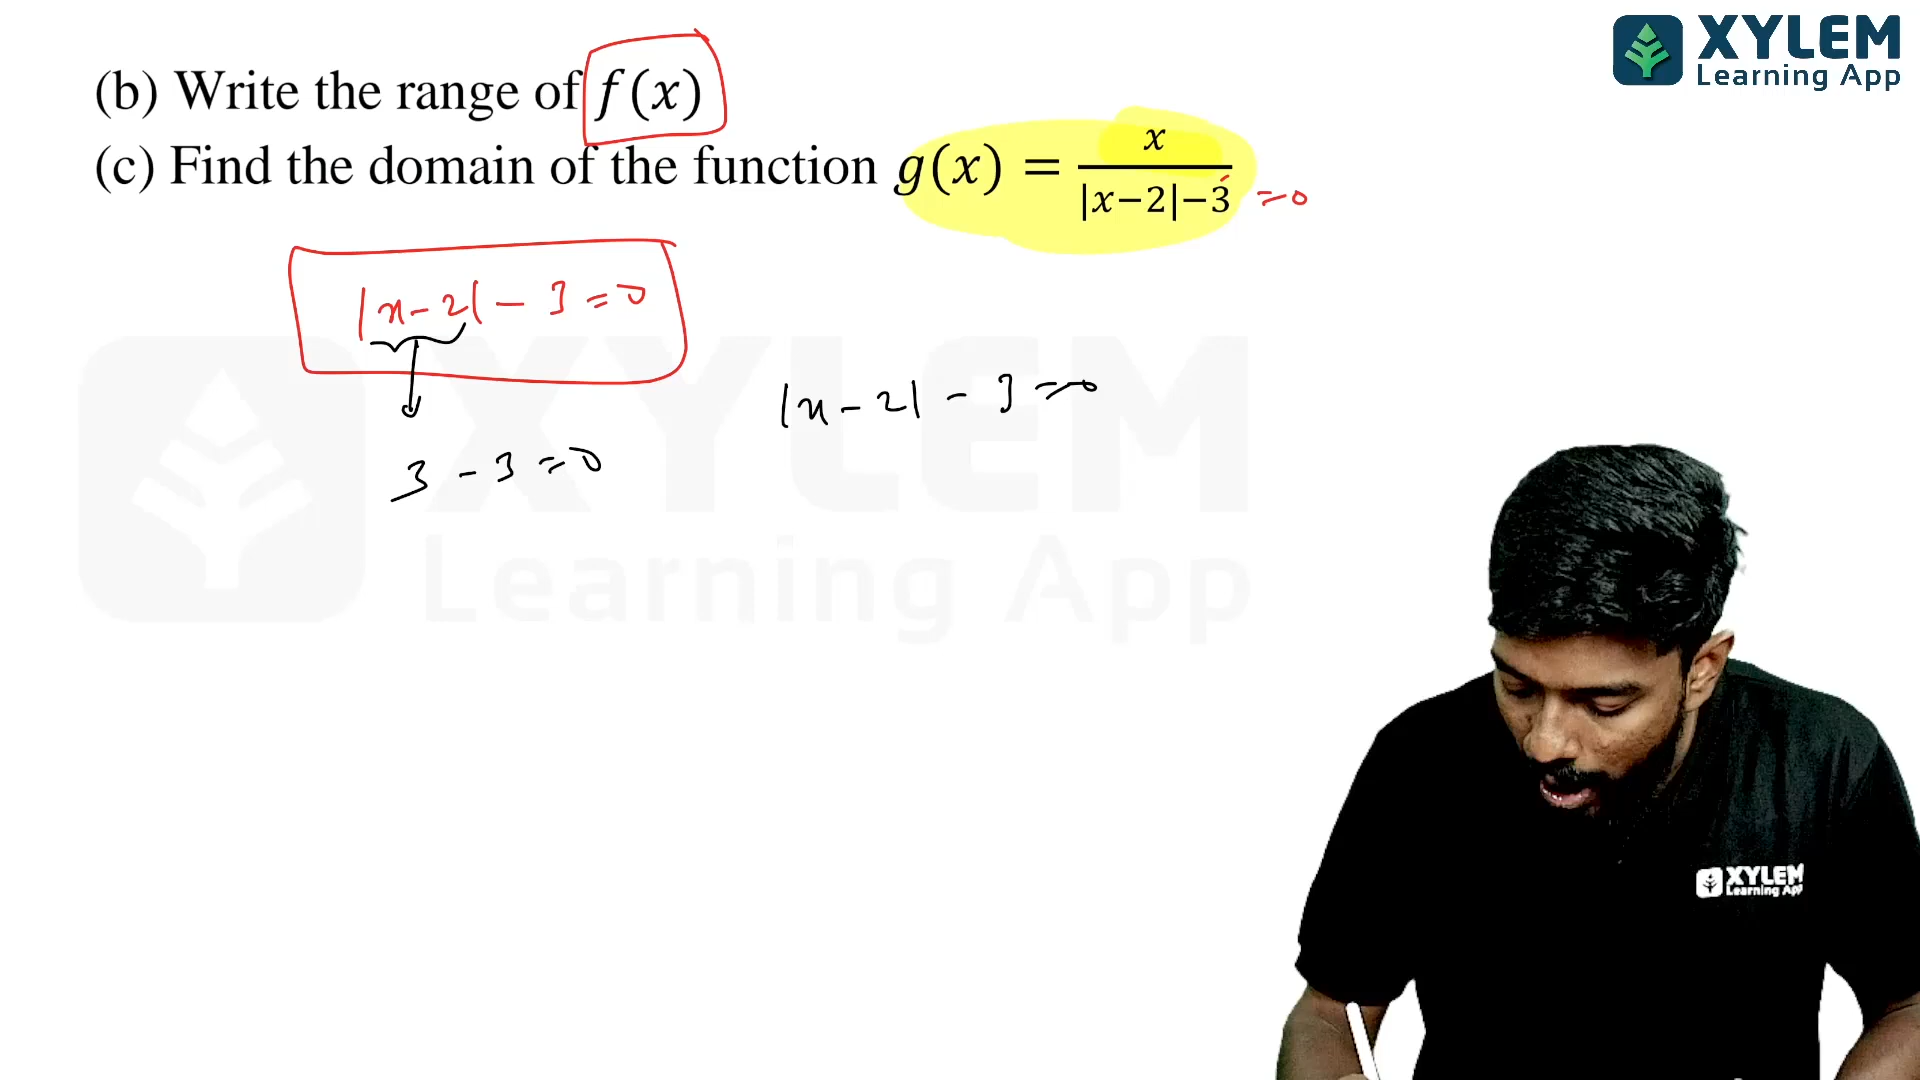 XYLEM
Learning App
(b) Write the range of f(x)
(c) Find the domain of the function g(x) = x / |x−2|−3 =0
|x-2| - 3 = 0
|x - 2| - 3 = 0
3 - 3 = 0
XYLEM
Learning App
XYLEM
Learning App